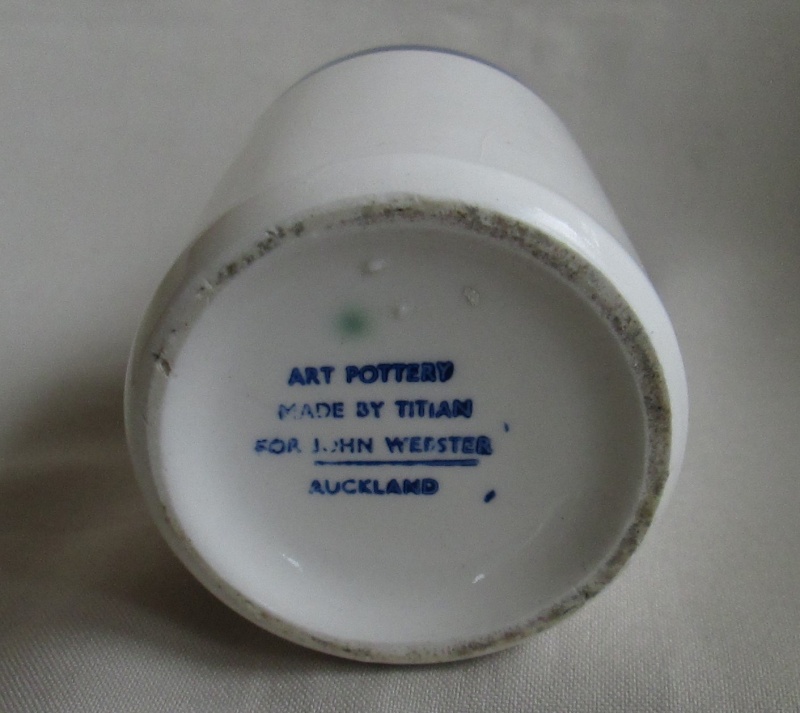 ART POTTERY
MADE BY TITIAN
FOR JOHN WEBSTER
AUCKLAND